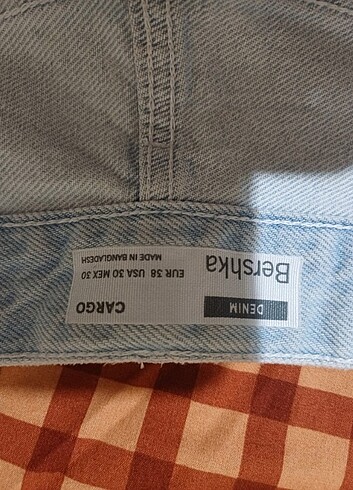 DENIM
Bershka
CARGO
EUR 38 USA 30 MEX 30
MADE IN BANGLADESH